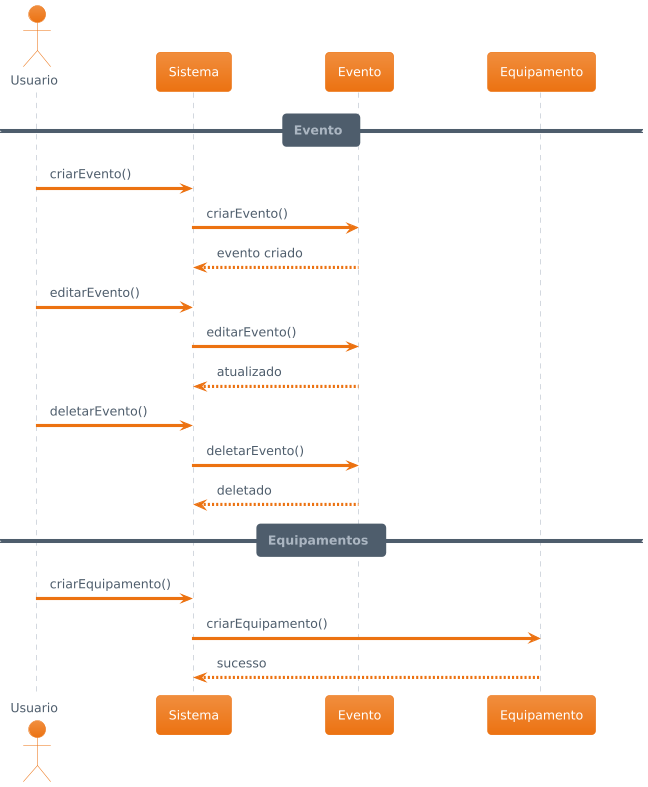 Usuario
Sistema
Evento
Equipamento
Evento
criarEvento()
criarEvento()
evento criado
editarEvento()
editarEvento()
atualizado
deletarEvento()
deletarEvento()
deletado
Equipamentos
criarEquipamento()
criarEquipamento()
sucesso
Usuario
Sistema
Evento
Equipamento